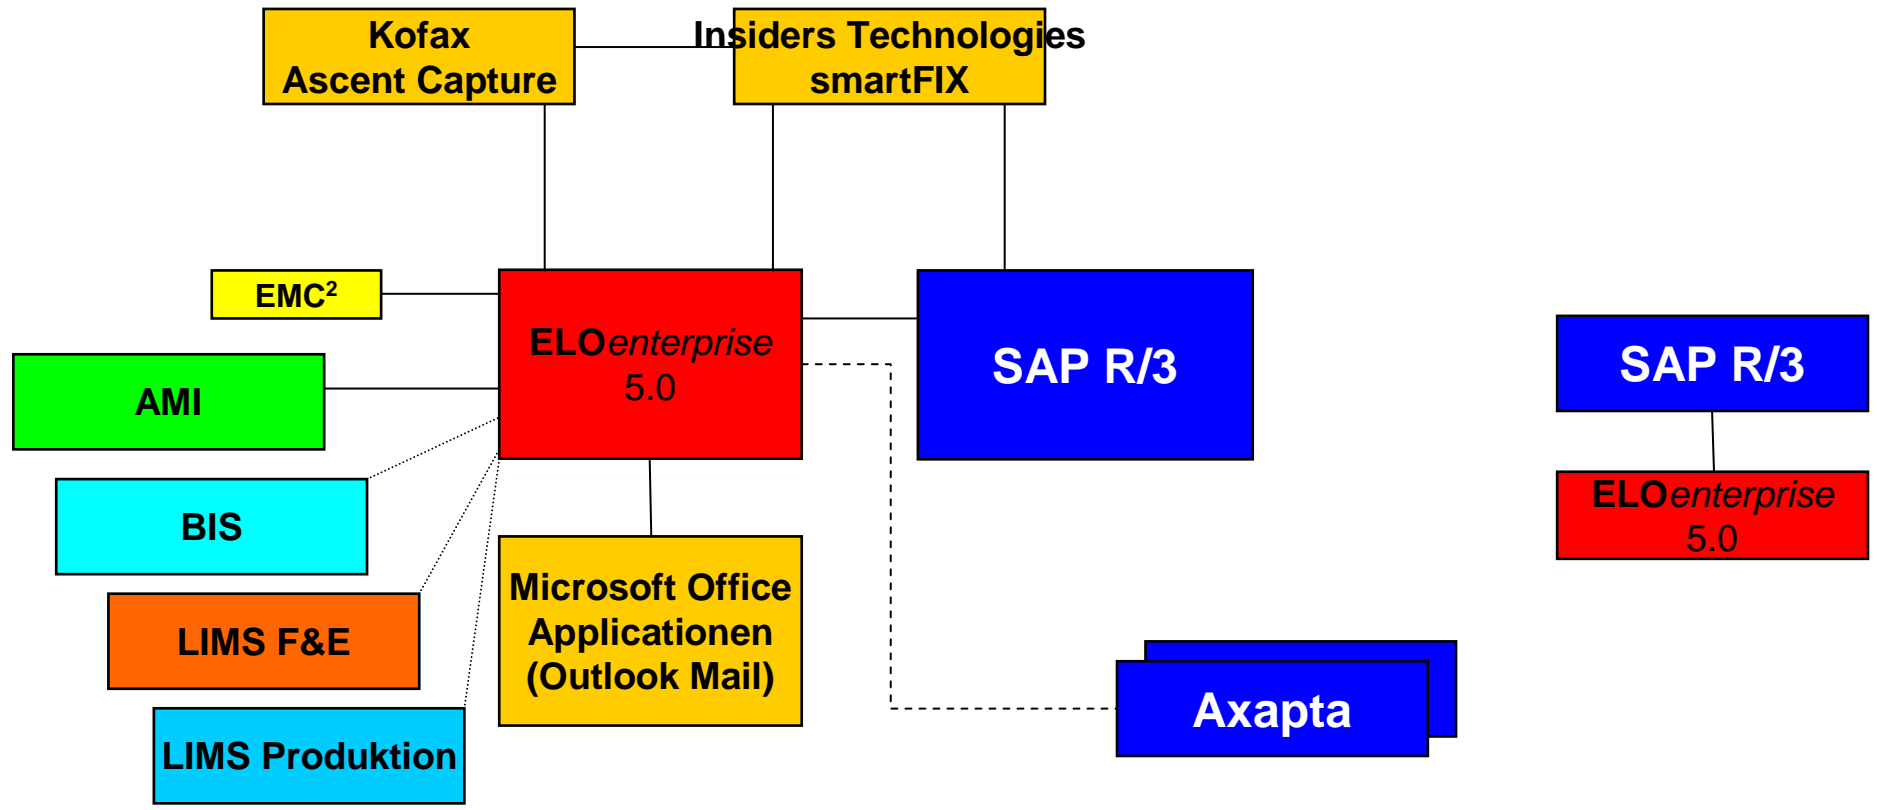 Kofax
Ascent Capture
Insiders Technologies
smartFIX
EMC²
ELOenterprise
5.0
SAP R/3
SAP R/3
AMI
ELOenterprise
5.0
BIS
Microsoft Office
Applicationen
(Outlook Mail)
LIMS F&E
Axapta
LIMS Produktion